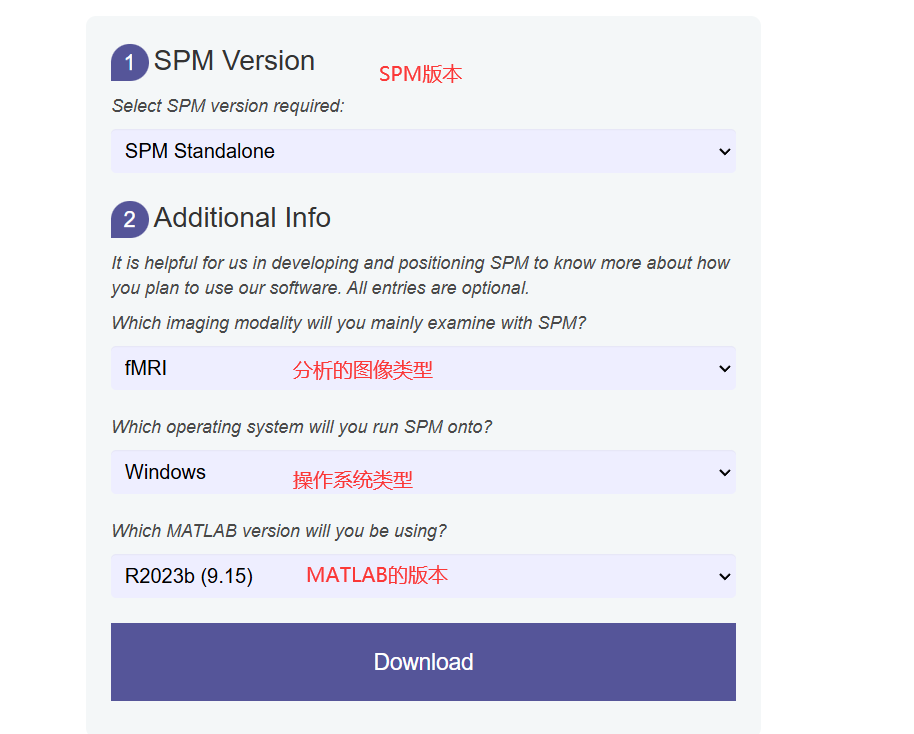 1 SPM Version
SPM版本
Select SPM version required:
SPM Standalone
2 Additional Info
It is helpful for us in developing and positioning SPM to know more about how
you plan to use our software. All entries are optional.
Which imaging modality will you mainly examine with SPM?
fMRI 分析的图像类型
Which operating system will you run SPM onto?
Windows 操作系统类型
Which MATLAB version will you be using?
R2023b (9.15) MATLAB的版本
Download